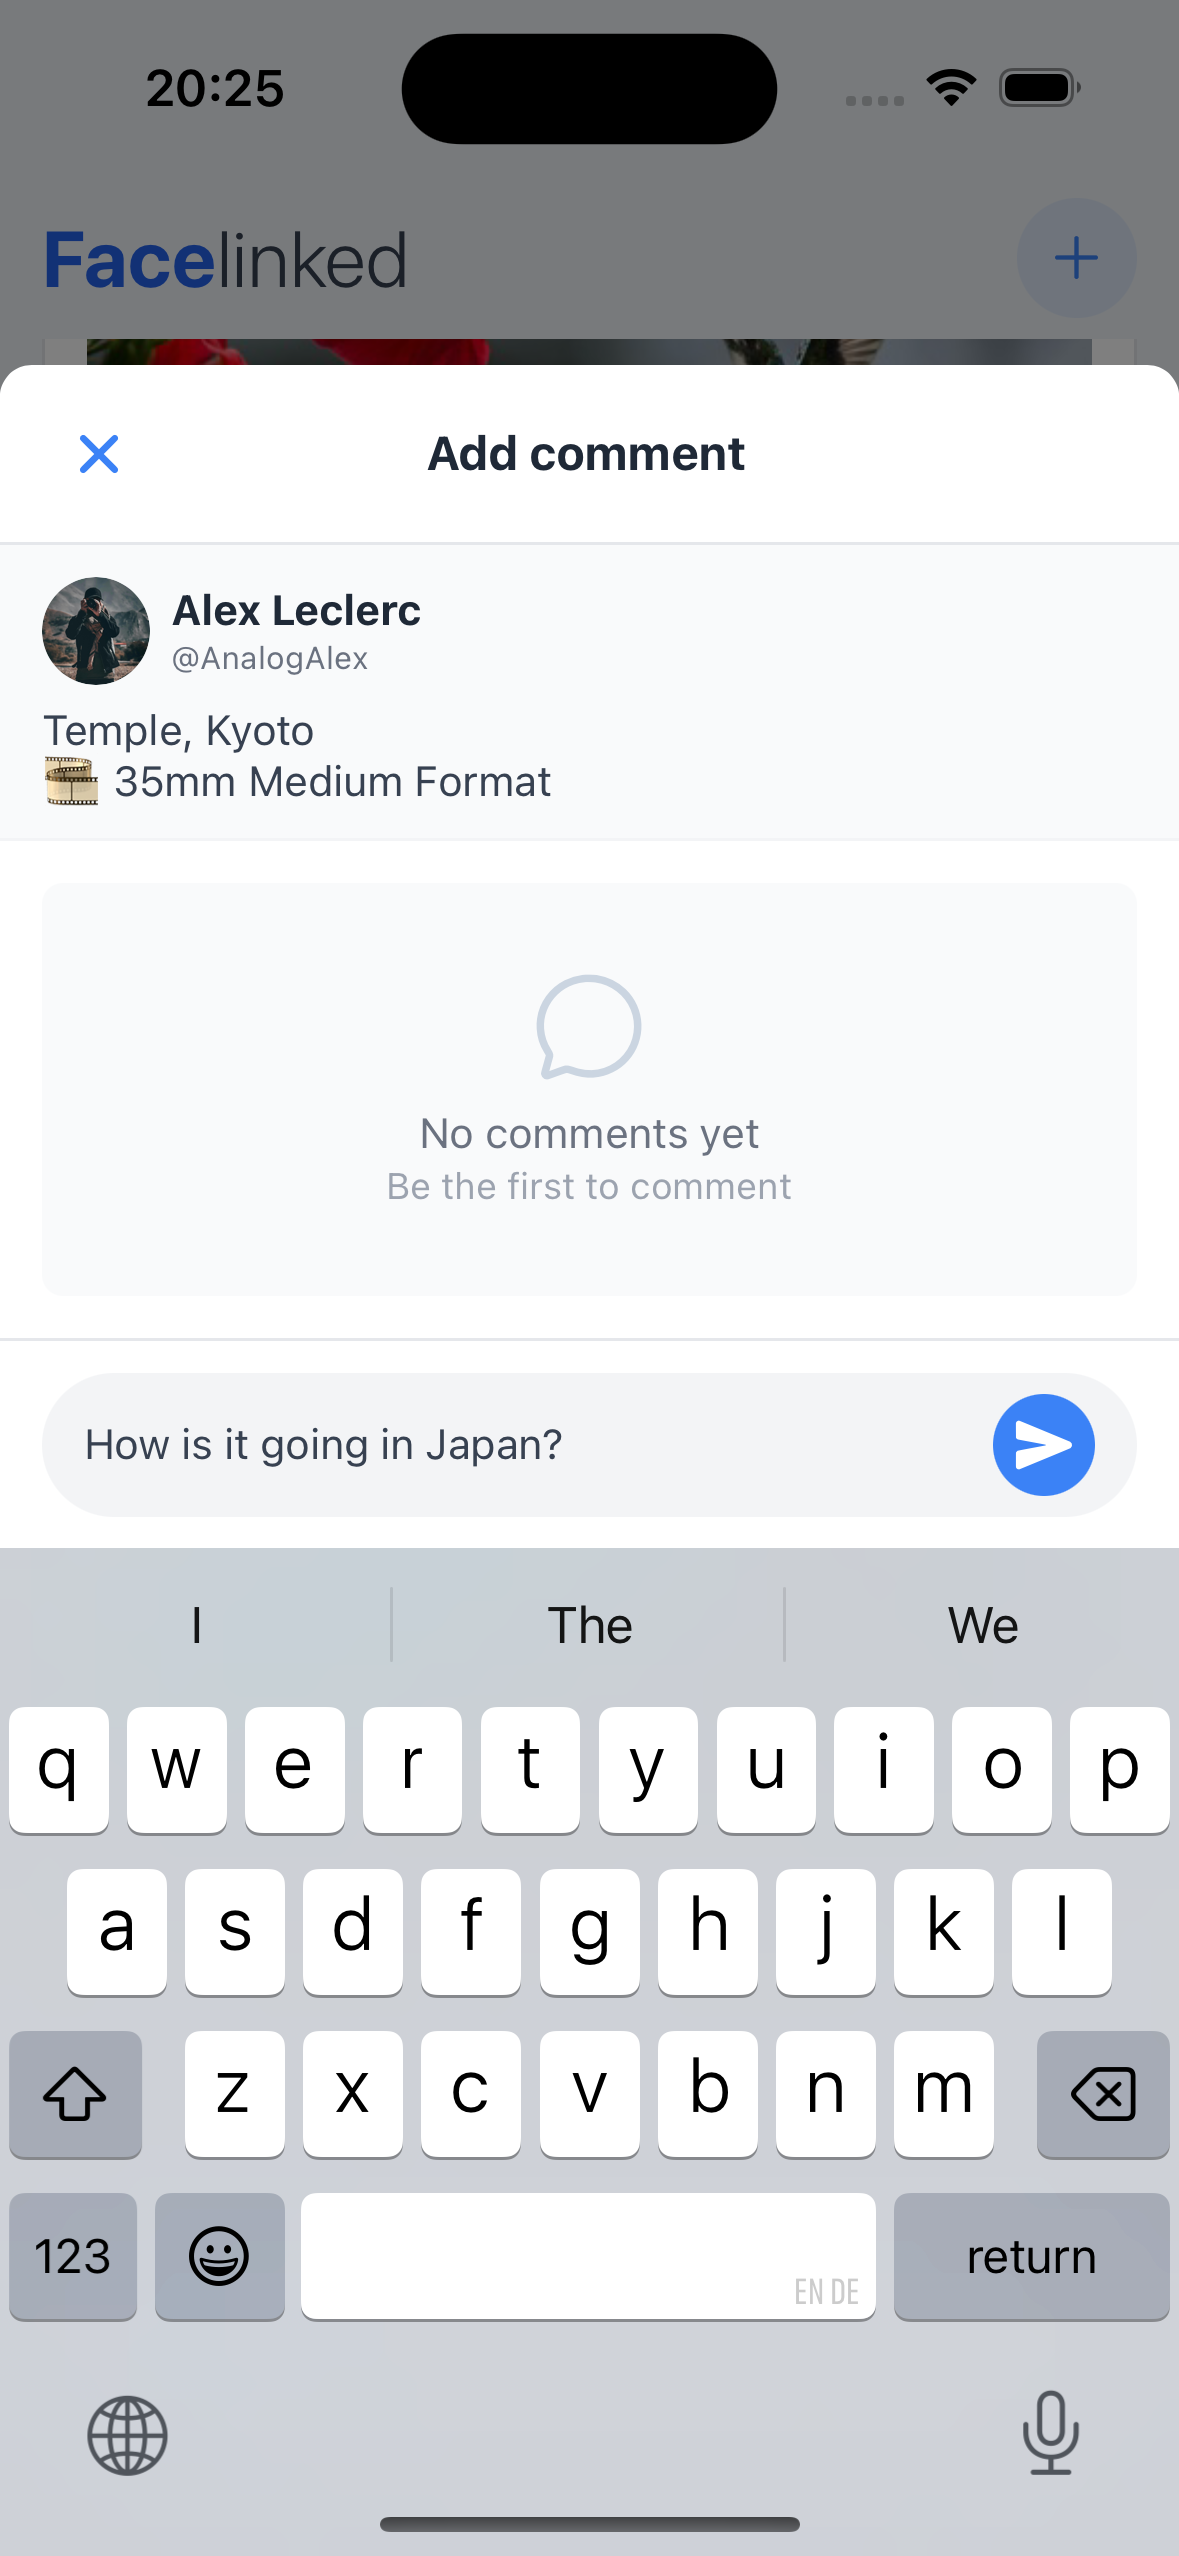 20:25
Facelinked
Add comment
Alex Leclerc
@AnalogAlex
Temple, Kyoto
🎞️ 35mm Medium Format
No comments yet
Be the first to comment
How is it going in Japan?
I The We
q w e r t y u i o p
a s d f g h j k l
z x c v b n m
123 EN DE return